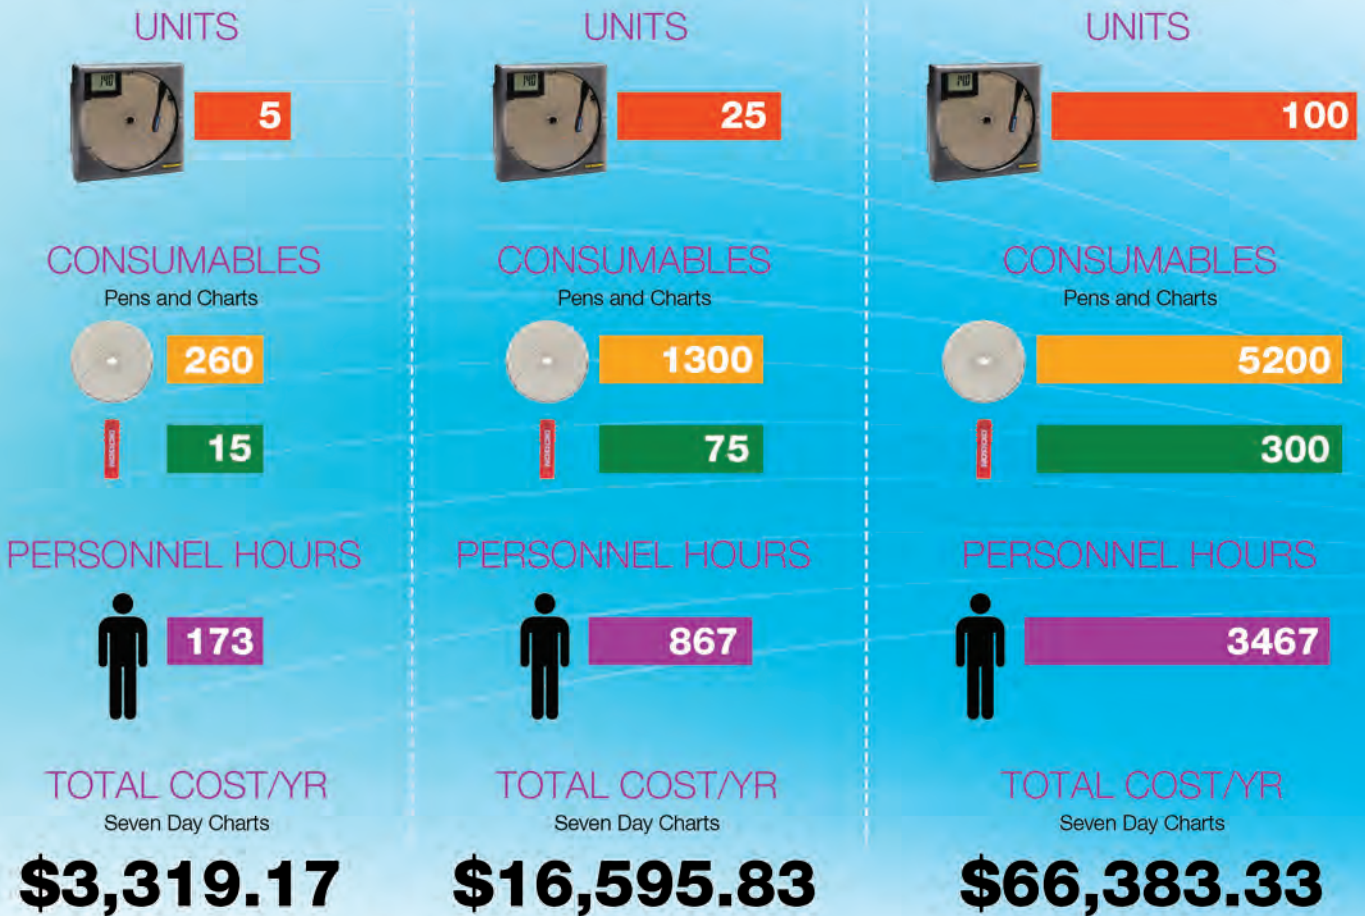 UNITS
5
CONSUMABLES
Pens and Charts
260
DICKSON
15
PERSONNEL HOURS
173
TOTAL COST/YR
Seven Day Charts
$3,319.17
UNITS
25
CONSUMABLES
Pens and Charts
1300
DICKSON
75
PERSONNEL HOURS
867
TOTAL COST/YR
Seven Day Charts
$16,595.83
UNITS
100
CONSUMABLES
Pens and Charts
5200
DICKSON
300
PERSONNEL HOURS
3467
TOTAL COST/YR
Seven Day Charts
$66,383.33